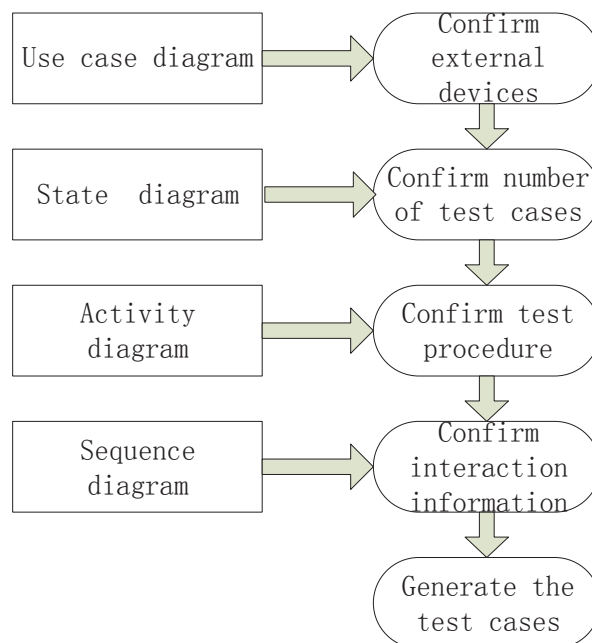 Use case diagram
Confirm
external
devices
State diagram
Confirm number
of test cases
Activity
diagram
Confirm test
procedure
Sequence
diagram
Confirm
interaction
information
Generate the
test cases